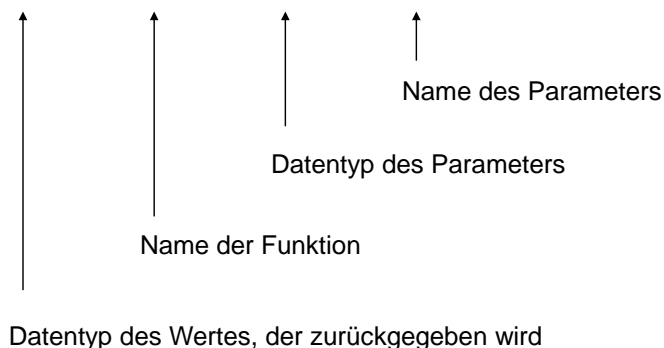 Name des Parameters
Datentyp des Parameters
Name der Funktion
Datentyp des Wertes, der zurückgegeben wird